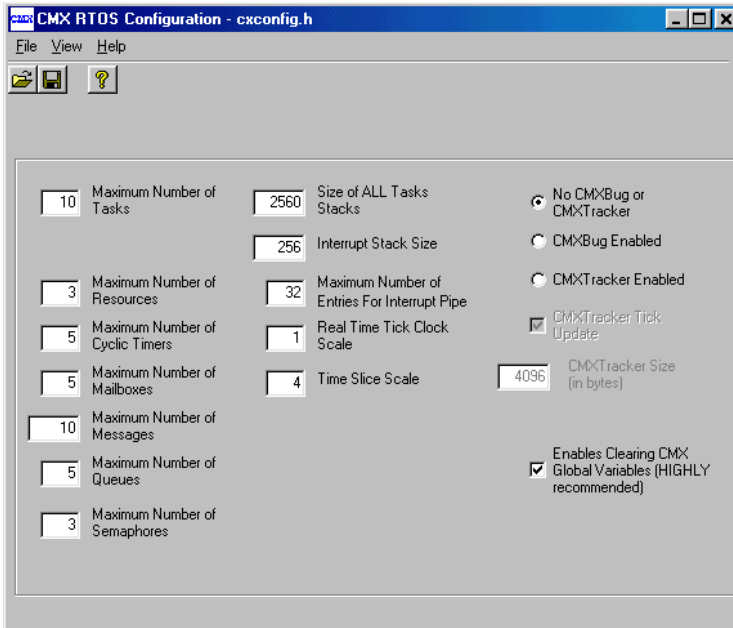 CMX CMX RTOS Configuration - cxconfig.h
File View Help
10 Maximum Number of
Tasks
3 Maximum Number of
Resources
5 Maximum Number of
Cyclic Timers
5 Maximum Number of
Mailboxes
10 Maximum Number of
Messages
5 Maximum Number of
Queues
3 Maximum Number of
Semaphores
2560 Size of ALL Tasks
Stacks
256 Interrupt Stack Size
32 Maximum Number of
Entries For Interrupt Pipe
1 Real Time Tick Clock
Scale
4 Time Slice Scale
No CMXBug or
CMXTracker
CMXBug Enabled
CMXTracker Enabled
CMXTracker Tick
Update
4096 CMXTracker Size
(in bytes)
Enables Clearing CMX
Global Variables (HIGHLY
recommended)